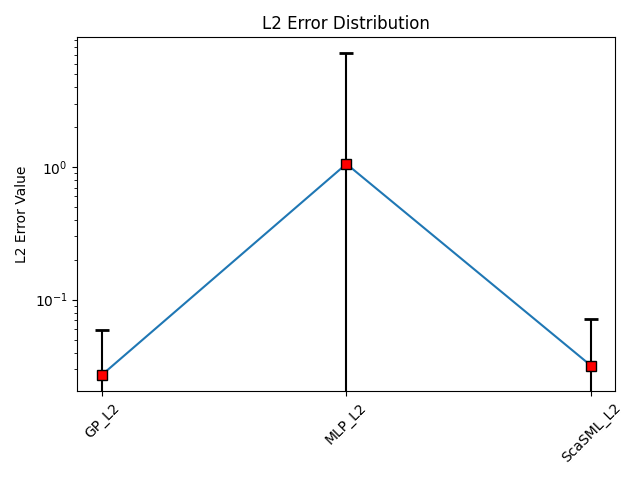 L2 Error Distribution
L2 Error Value
10^0
10^-1
GP_L2
MLP_L2
ScaSML_L2